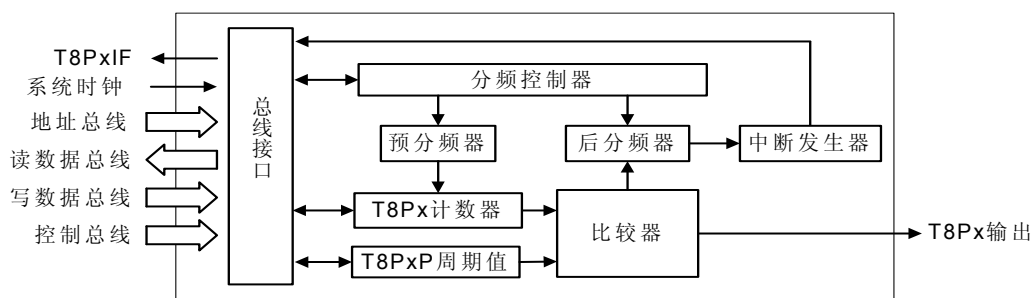 T8PxIF
系统时钟
地址总线
读数据总线
写数据总线
控制总线
总线接口
分频控制器
预分频器
后分频器
中断发生器
T8Px计数器
比较器
T8PxP周期值
T8Px输出